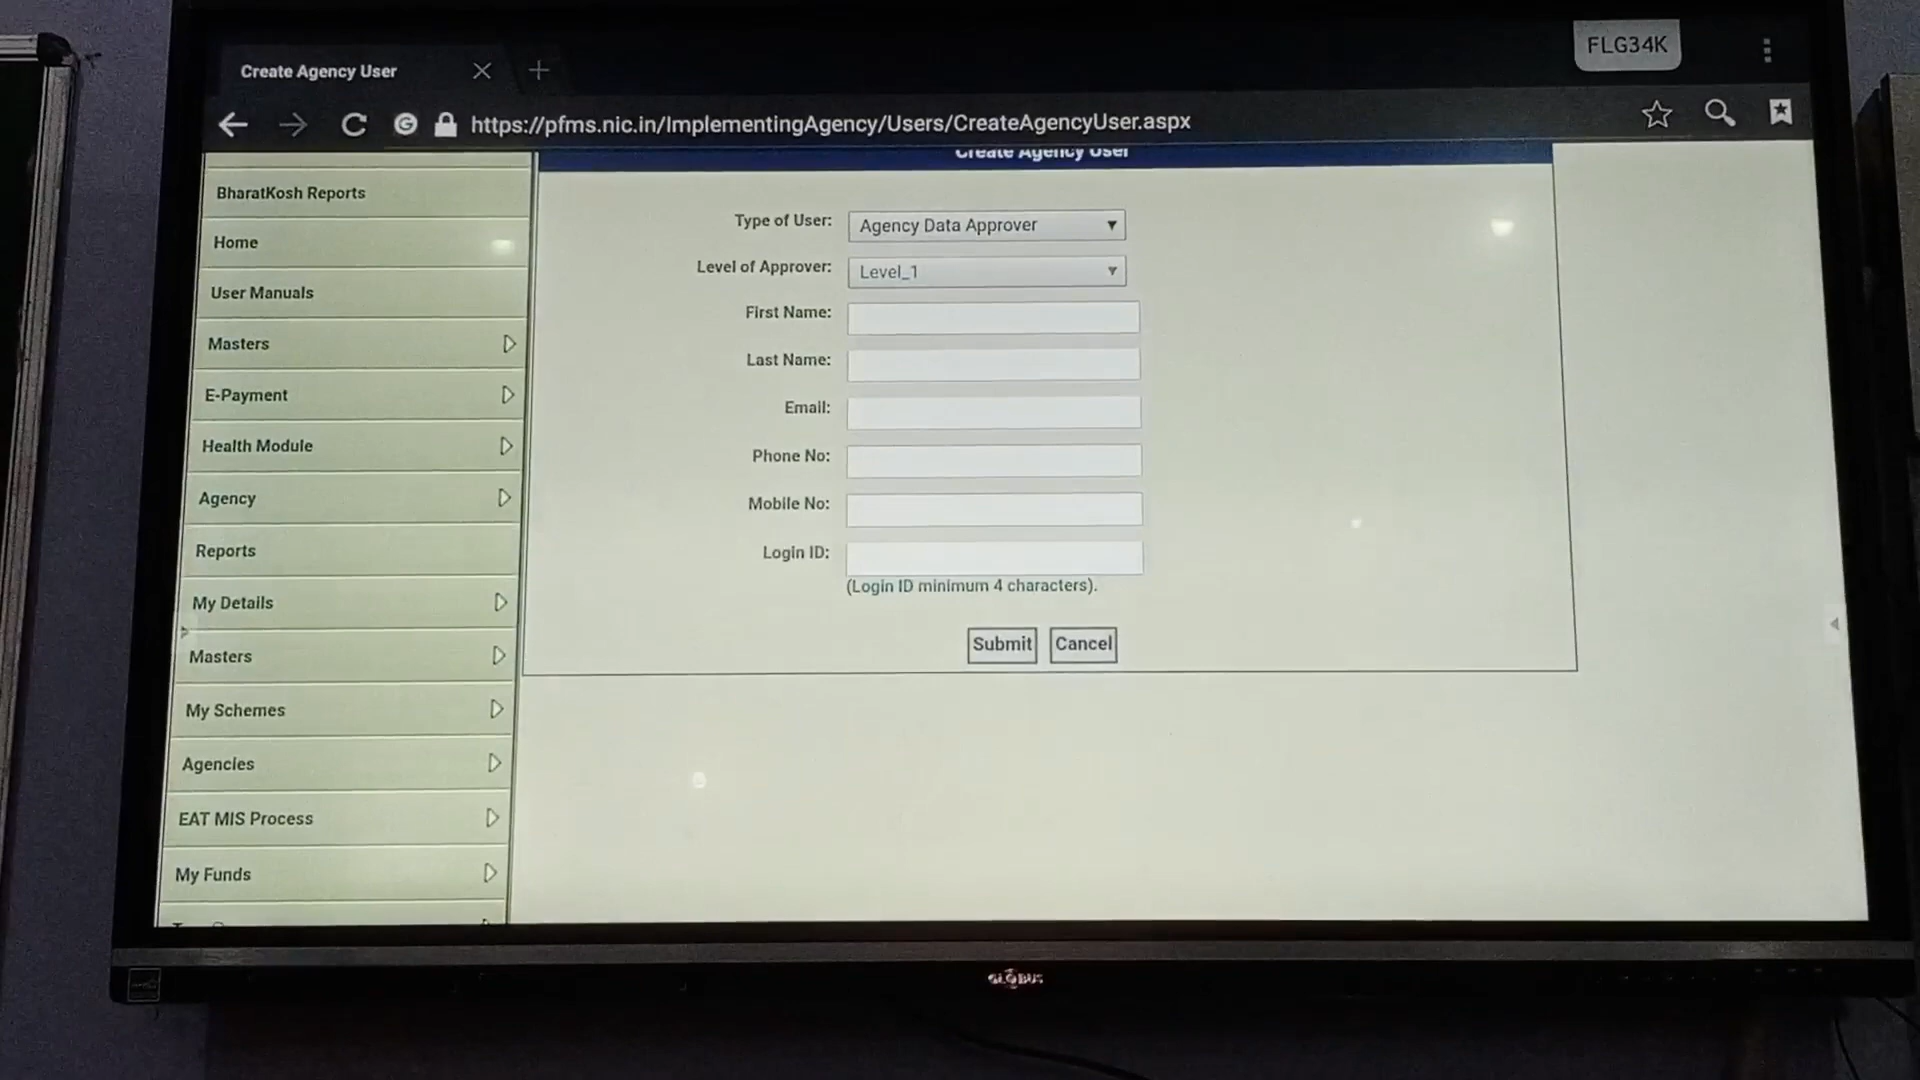 FLG34K
Create Agency User
https://pfms.nic.in/ImplementingAgency/Users/CreateAgencyUser.aspx
Create Agency User
BharatKosh Reports
Home
User Manuals
Masters
E-Payment
Health Module
Agency
Reports
My Details
Masters
My Schemes
Agencies
EAT MIS Process
My Funds
Type of User: Agency Data Approver
Level of Approver: Level_1
First Name:
Last Name:
Email:
Phone No:
Mobile No:
Login ID:
(Login ID minimum 4 characters).
Submit Cancel
GLOBUS